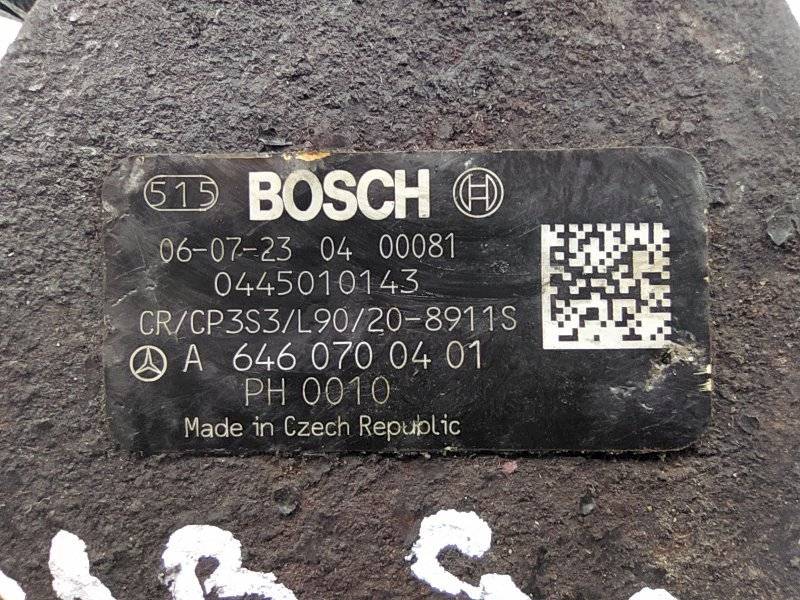 515 BOSCH
06-07-23 04 00081
0445010143
CR/CP3S3/L90/20-8911S
A 646 070 04 01
PH 0010
Made in Czech Republic